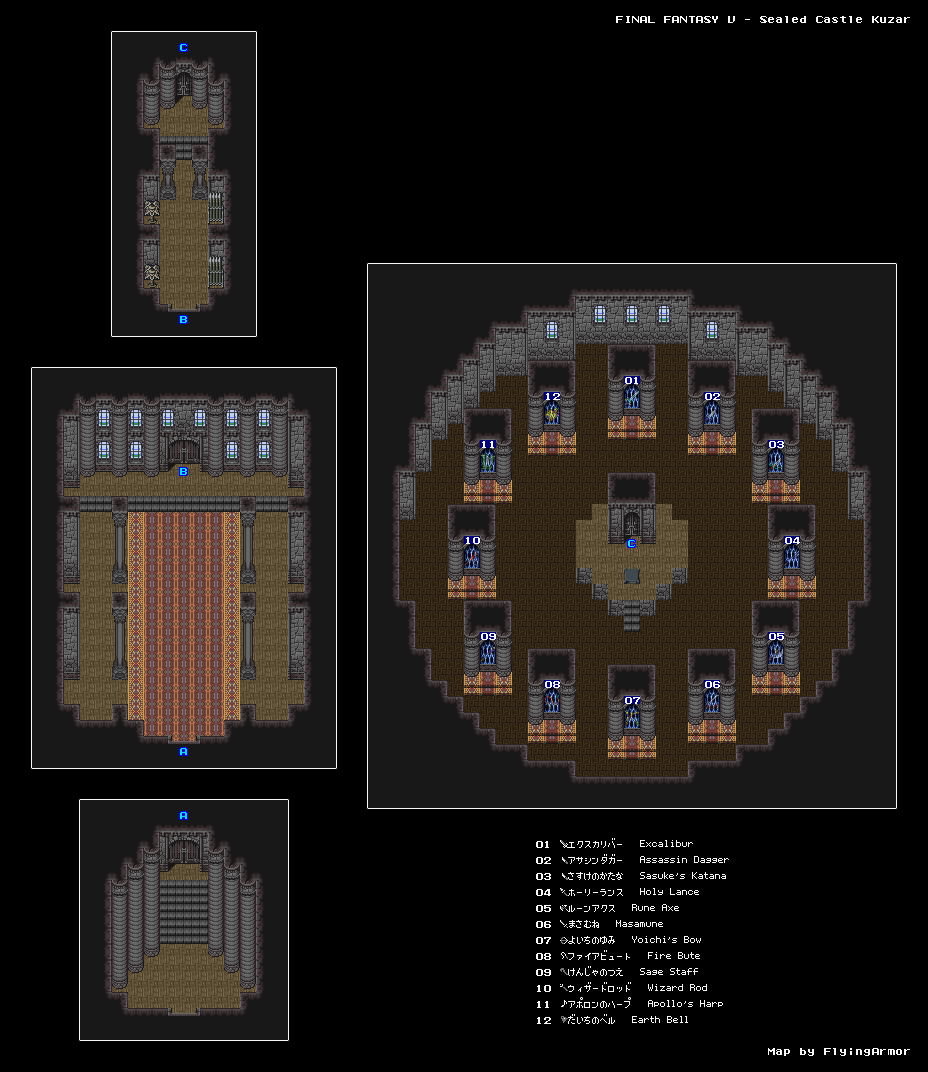 FINAL FANTASY V - Sealed Castle Kuzar
C
B
B
A
A
12
01
02
11
03
10
C
04
09
05
08
07
06
01 エクスカリバー Excalibur
02 アサシンダガー Assassin Dagger
03 さすけのかたな Sasuke's Katana
04 ホーリーランス Holy Lance
05 ルーンアクス Rune Axe
06 まさむね Masamune
07 よいちのゆみ Yoichi's Bow
08 ファイアビュート Fire Bute
09 けんじゃのつえ Sage Staff
10 ウィザードロッド Wizard Rod
11 アポロンのハープ Apollo's Harp
12 だいちのベル Earth Bell
Map by FlyingArmor